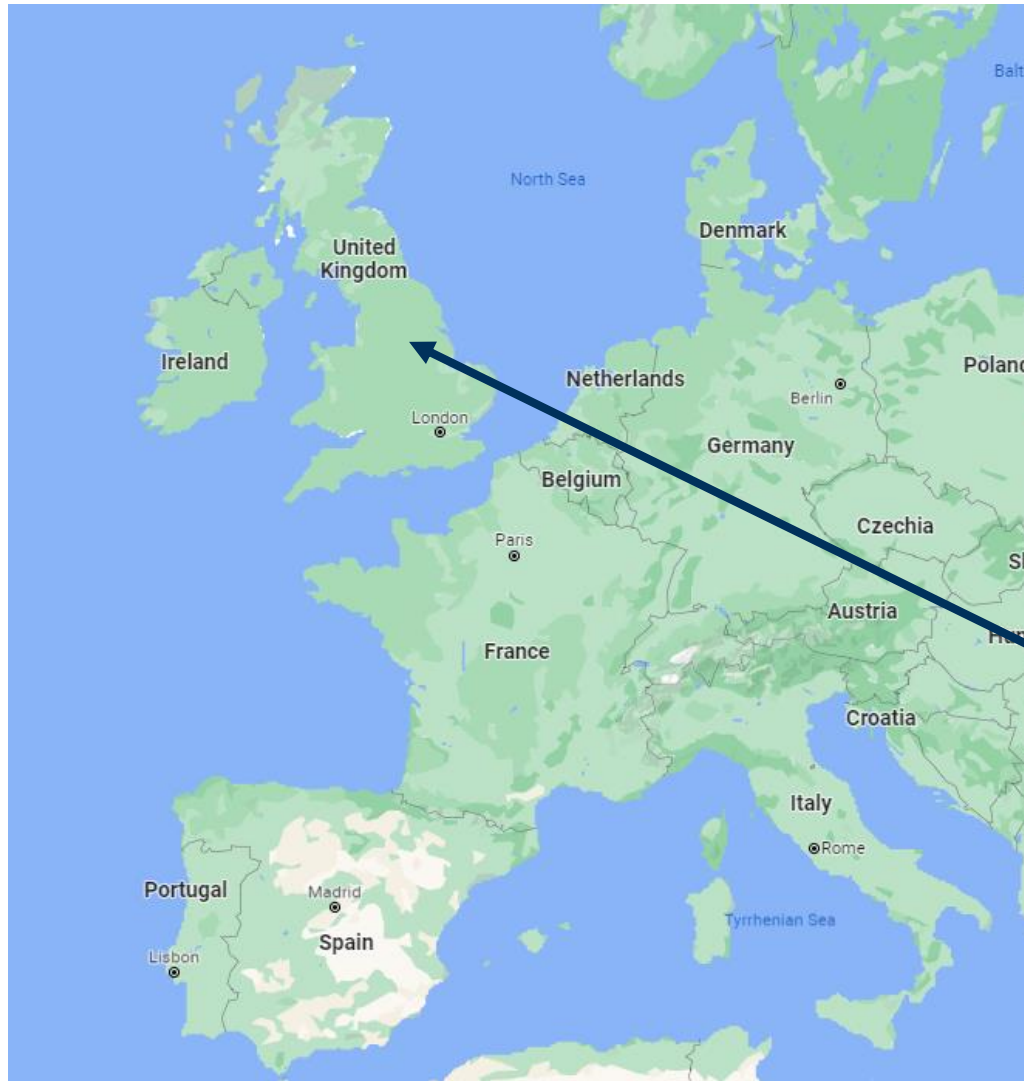 Balt
North Sea
Denmark
United
Kingdom
Ireland
Poland
Netherlands
Berlin
London
Germany
Belgium
Czechia
Paris
Sl
Austria
France
Croatia
Italy
Rome
Portugal
Madrid
Tyrrhenian Sea
Spain
Lisbon